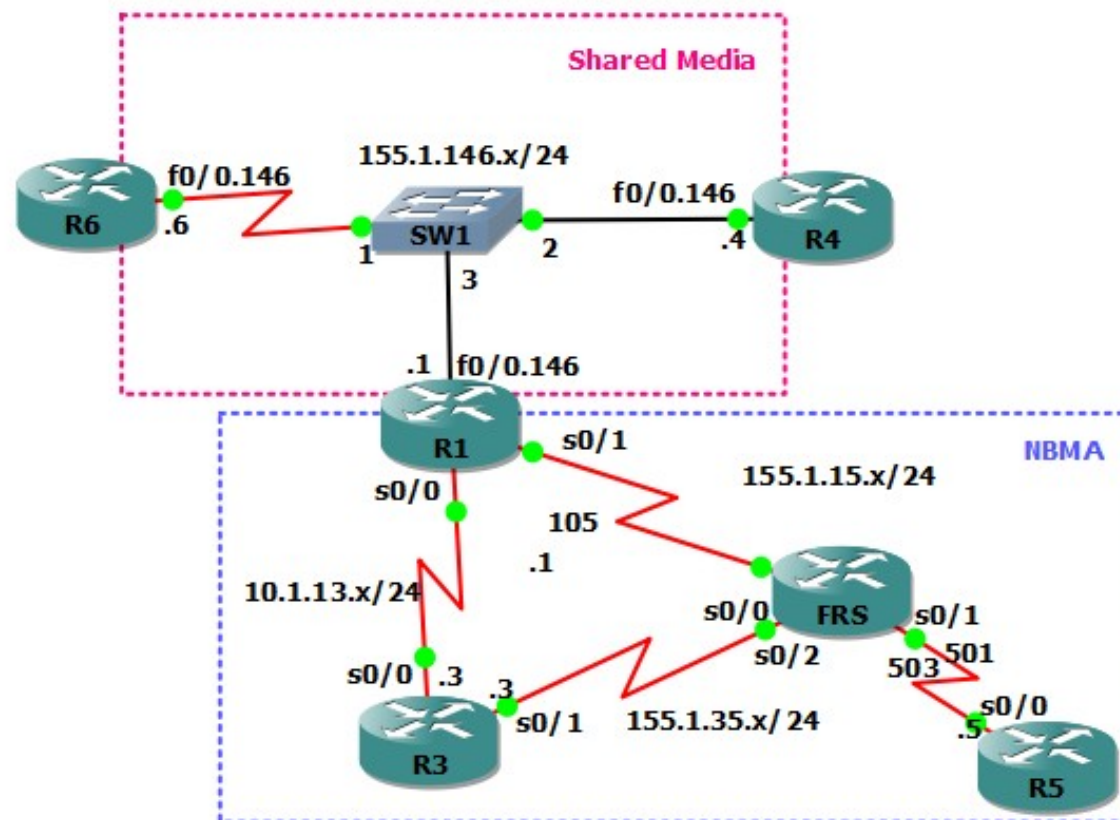 Shared Media
155.1.146.x/24
f0/0.146
f0/0.146
R6
.6
SW1
1
2
.4
R4
3
.1
f0/0.146
R1
s0/1
NBMA
s0/0
155.1.15.x/24
105
.1
10.1.13.x/24
s0/0
FRS
s0/1
s0/2
501
503
s0/0
.3
.3
s0/0
s0/1
155.1.35.x/24
.5
R3
R5